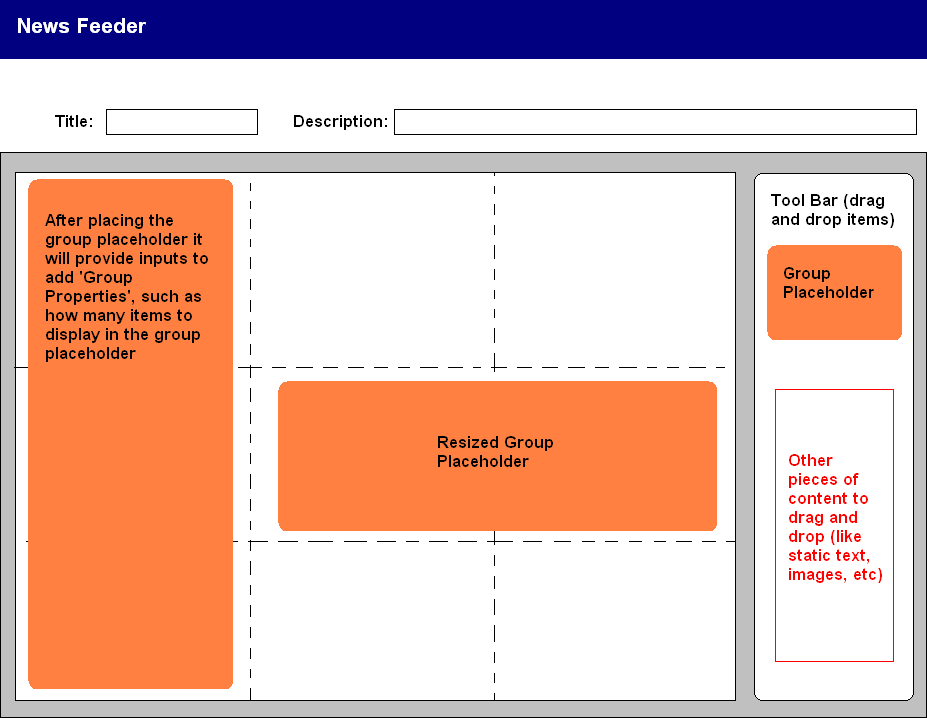 News Feeder
Title:
Description:
After placing the
group placeholder it
will provide inputs to
add 'Group
Properties', such as
how many items to
display in the group
placeholder
Resized Group
Placeholder
Tool Bar (drag
and drop items)
Group
Placeholder
Other
pieces of
content to
drag and
drop (like
static text,
images, etc)